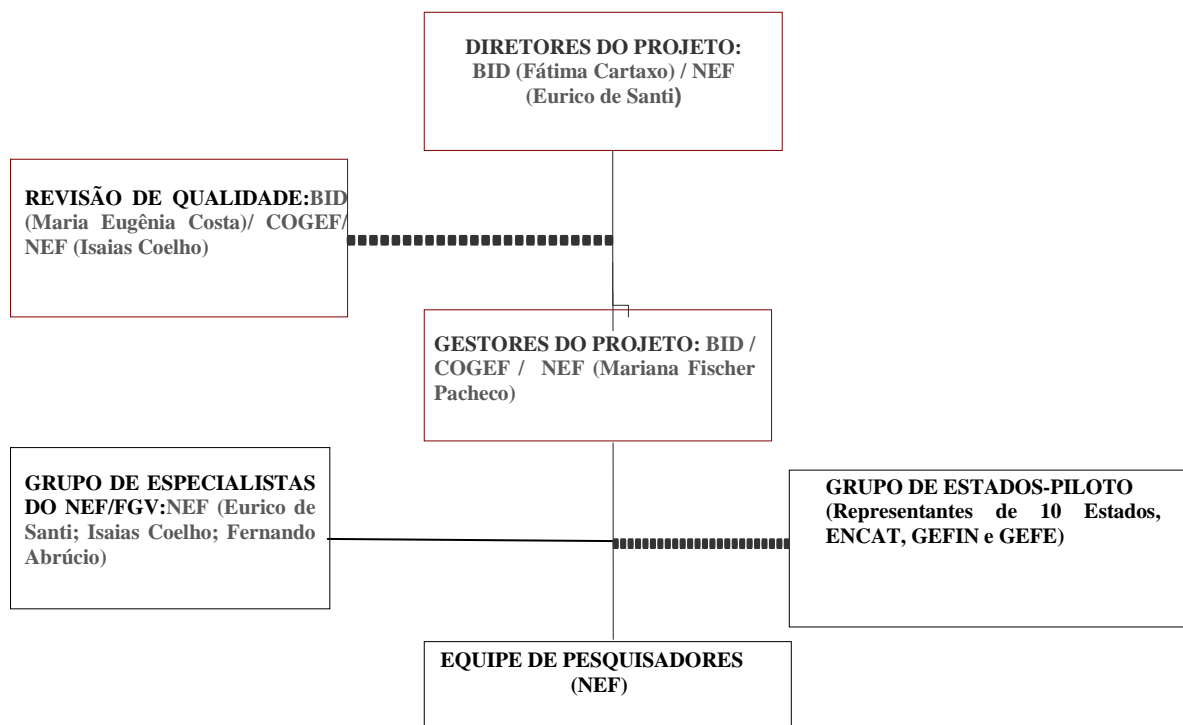 DIRETORES DO PROJETO:
BID (Fátima Cartaxo) / NEF
(Eurico de Santi)
REVISÃO DE QUALIDADE:BID
(Maria Eugênia Costa)/ COGEF/
NEF (Isaias Coelho)
GESTORES DO PROJETO: BID /
COGEF / NEF (Mariana Fischer
Pacheco)
GRUPO DE ESPECIALISTAS
DO NEF/FGV:NEF (Eurico de
Santi; Isaias Coelho; Fernando
Abrúcio)
GRUPO DE ESTADOS-PILOTO
(Representantes de 10 Estados,
ENCAT, GEFIN e GEFE)
EQUIPE DE PESQUISADORES
(NEF)